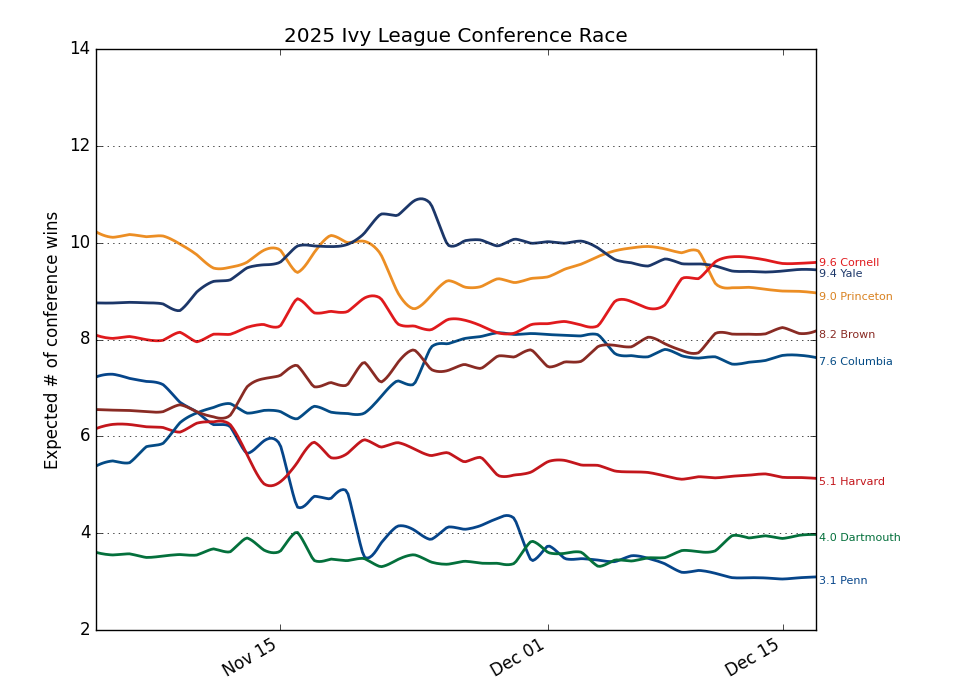 2025 Ivy League Conference Race
Expected # of conference wins
14
12
10
8
6
4
2
Nov 15
Dec 01
Dec 15
9.6 Cornell
9.4 Yale
9.0 Princeton
8.2 Brown
7.6 Columbia
5.1 Harvard
4.0 Dartmouth
3.1 Penn